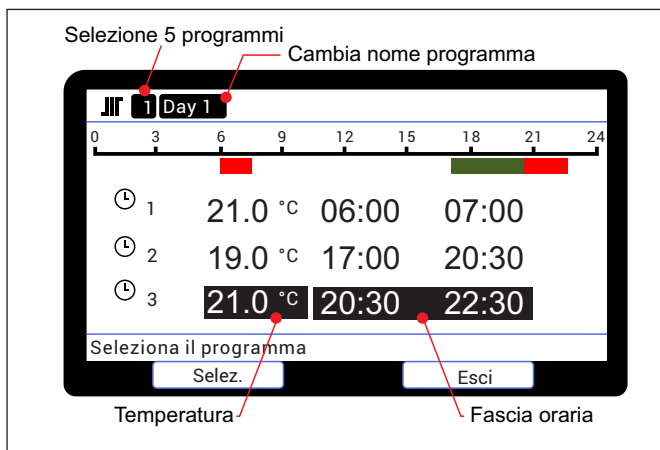 Selezione 5 programmi
Cambia nome programma
1 Day 1
0 3 6 9 12 15 18 21 24
1 21.0 °C 06:00 07:00
2 19.0 °C 17:00 20:30
3 21.0 °C 20:30 22:30
Seleziona il programma
Selez. Esci
Temperatura Fascia oraria